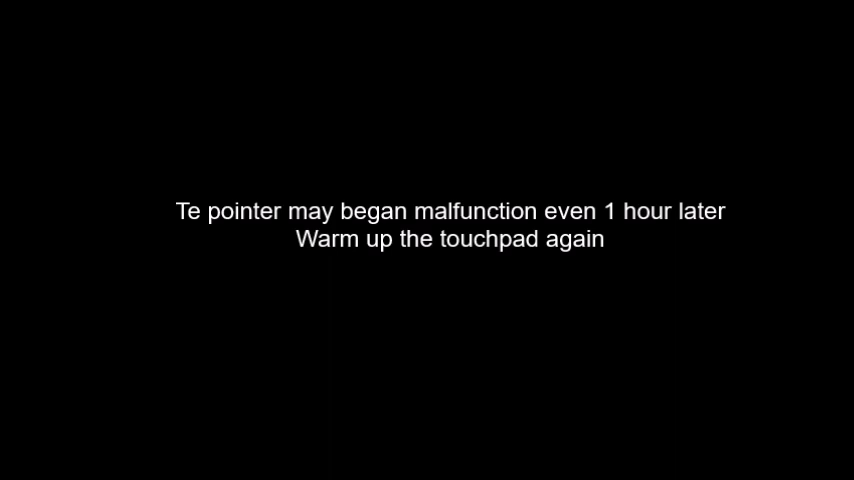 Te pointer may began malfunction even 1 hour later
Warm up the touchpad again